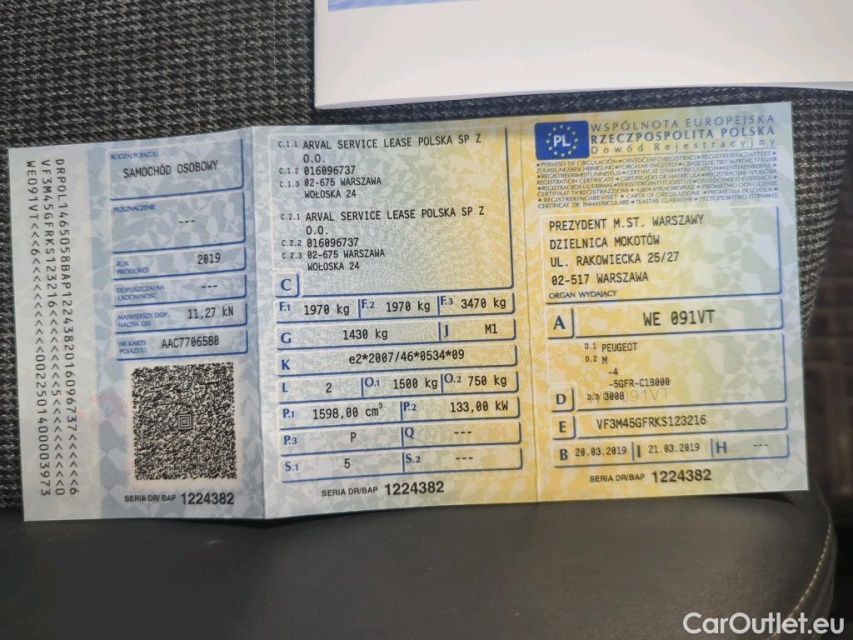 DRPOL1465058BAP1224382016096737<<<<<6
VF3M45GFRKS123216<<<<<<<<<<<<<<<<<<0
WE091VT<<6<<<<<<<<<<0022501400003973
RODZAJ POJAZDU
SAMOCHÓD OSOBOWY
PRZEZNACZENIE
---
ROK PRODUKCJI
2019
DOPUSZCZALNA ŁADOWNOŚĆ
---
NAJWIĘKSZY DOP. NACISK OSI
11,27 kN
NR KARTY POJAZDU
AAC7706580
SERIA DR/BAP 1224382
C.1.1 ARVAL SERVICE LEASE POLSKA SP Z
O.O.
C.1.2 016096737
C.1.3 02-675 WARSZAWA
WOŁOSKA 24
C.2.1 ARVAL SERVICE LEASE POLSKA SP Z
O.O.
C.2.2 016096737
C.2.3 02-675 WARSZAWA
WOŁOSKA 24
C
F.1 1970 kg F.2 1970 kg F.3 3470 kg
G 1430 kg J M1
K e2*2007/46*0534*09
L 2 O.1 1500 kg O.2 750 kg
P.1 1598,00 cm³ P.2 133,00 kW
P.3 P Q ---
S.1 5 S.2 ---
SERIA DR/BAP 1224382
PL
WSPÓLNOTA EUROPEJSKA
RZECZPOSPOLITA POLSKA
Dowód Rejestracyjny
PREZYDENT M.ST. WARSZAWY
DZIELNICA MOKOTÓW
UL. RAKOWIECKA 25/27
02-517 WARSZAWA
ORGAN WYDAJĄCY
A WE 091VT
D.1 PEUGEOT
D.2 M
-4
-5GFR-C1B000
D D.3 3008
E VF3M45GFRKS123216
B 20.03.2019 I 21.03.2019 H ---
SERIA DR/BAP 1224382
CarOutlet.eu